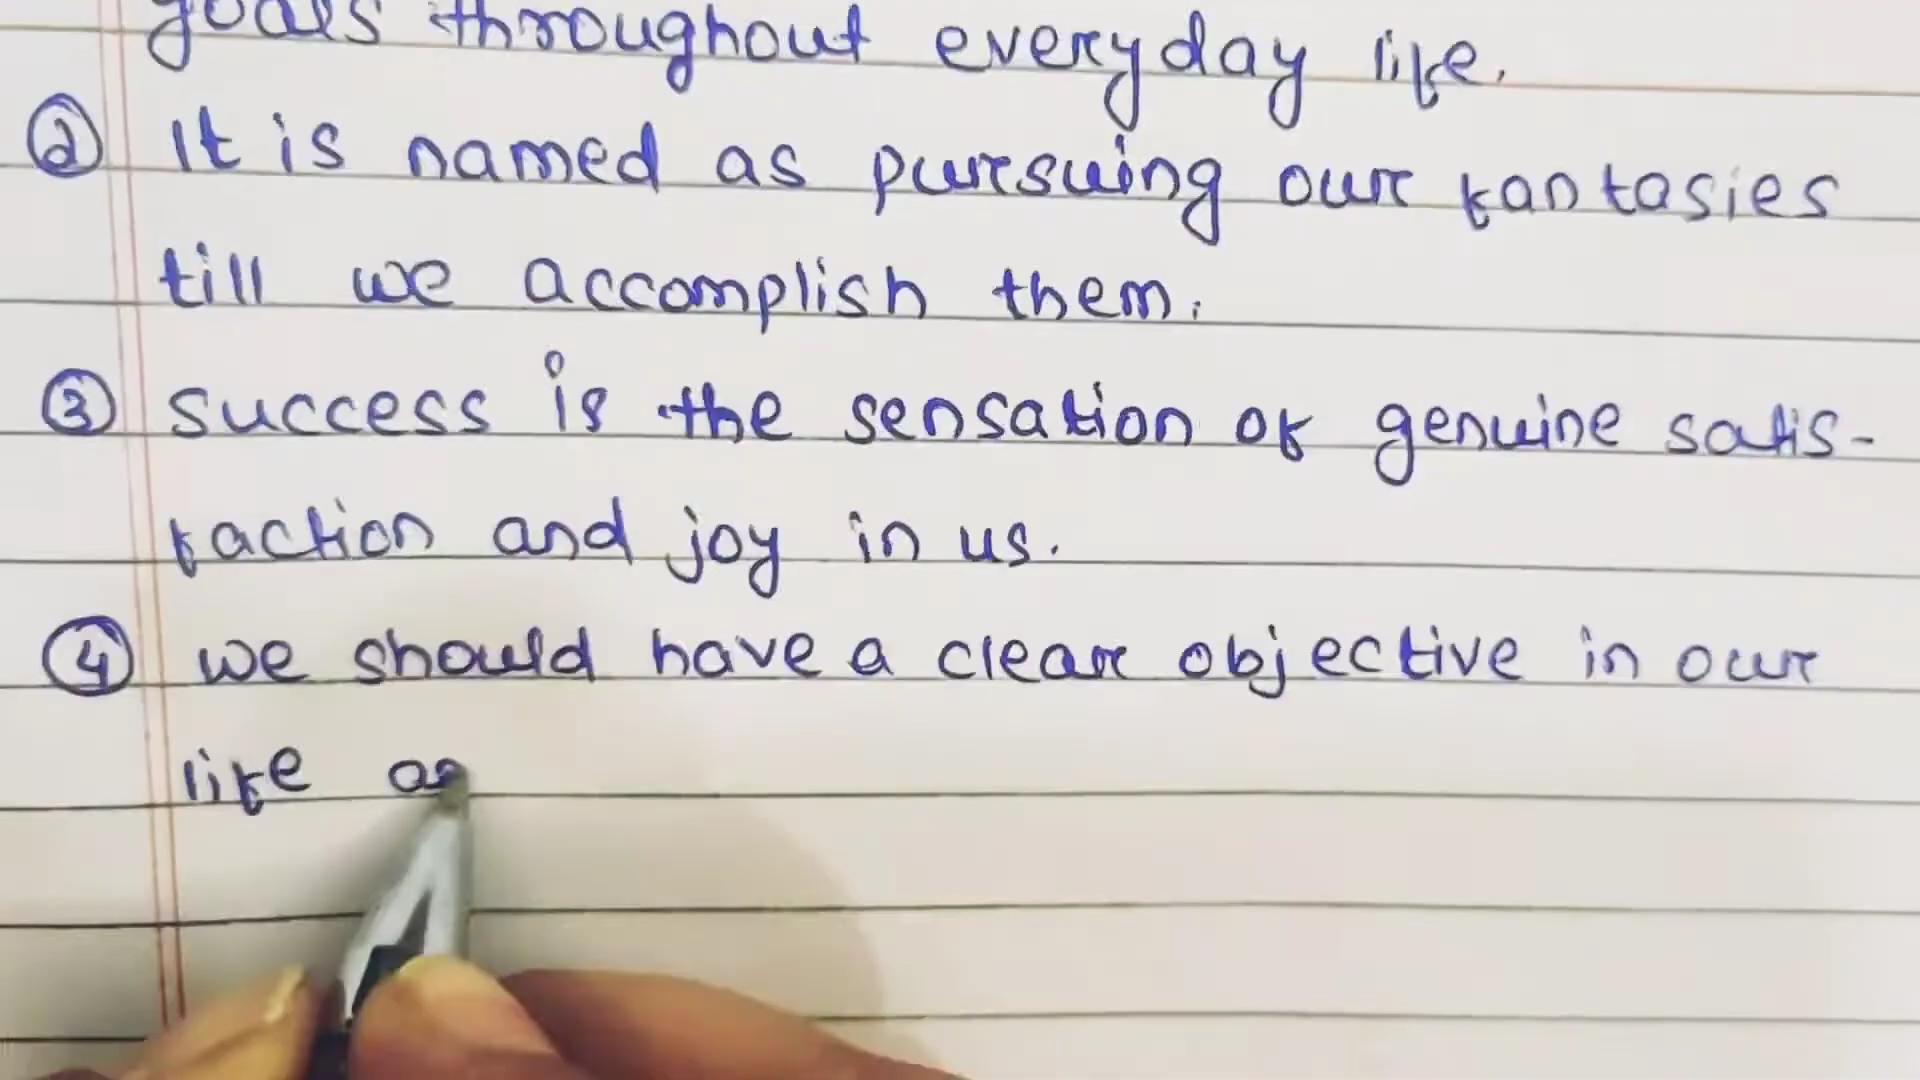 goals throughout everyday life.
② It is named as pursuing our fantasies
till we accomplish them.
③ success is the sensation of genuine satis-
faction and joy in us.
④ we should have a clear objective in our
life as